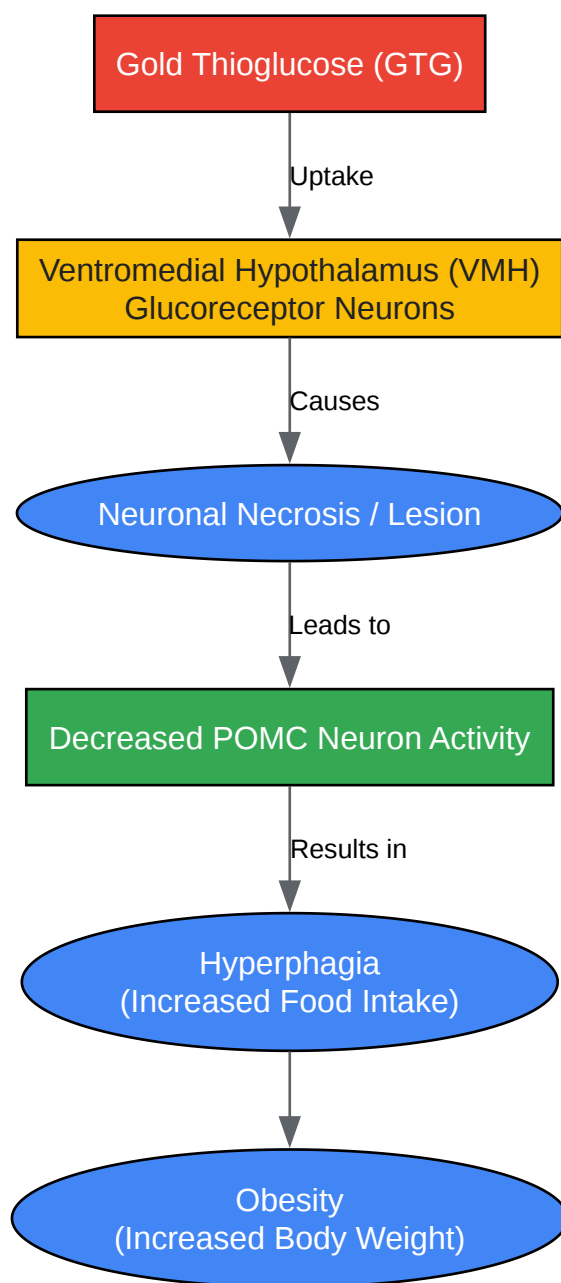 Gold Thioglucose (GTG)
Uptake
Ventromedial Hypothalamus (VMH)
Glucoreceptor Neurons
Causes
Neuronal Necrosis / Lesion
Leads to
Decreased POMC Neuron Activity
Results in
Hyperphagia
(Increased Food Intake)
Obesity
(Increased Body Weight)